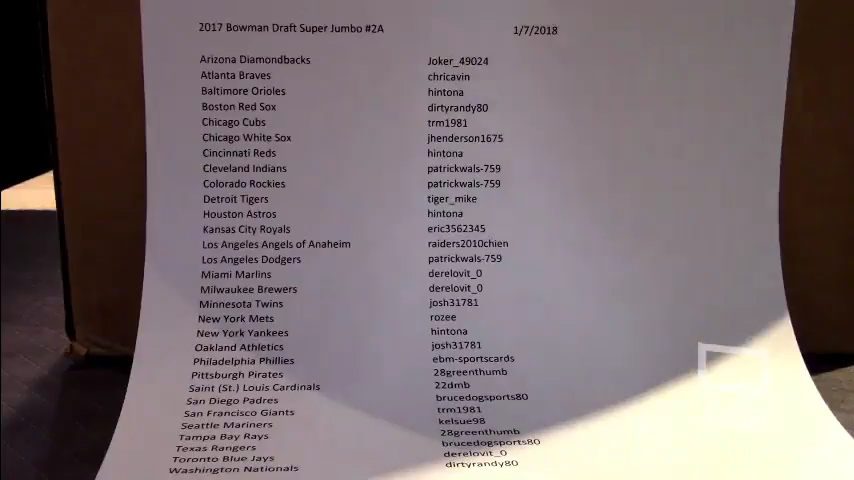 2017 Bowman Draft Super Jumbo #2A 1/7/2018
Arizona Diamondbacks Joker_49024
Atlanta Braves chricavin
Baltimore Orioles hintona
Boston Red Sox dirtyrandy80
Chicago Cubs trm1981
Chicago White Sox jhenderson1675
Cincinnati Reds hintona
Cleveland Indians patrickwals-759
Colorado Rockies patrickwals-759
Detroit Tigers tiger_mike
Houston Astros hintona
Kansas City Royals eric3562345
Los Angeles Angels of Anaheim raiders2010chien
Los Angeles Dodgers patrickwals-759
Miami Marlins derelovit_0
Milwaukee Brewers derelovit_0
Minnesota Twins josh31781
New York Mets rozee
New York Yankees hintona
Oakland Athletics josh31781
Philadelphia Phillies ebm-sportscards
Pittsburgh Pirates 28greenthumb
Saint (St.) Louis Cardinals 22dmb
San Diego Padres brucedogsports80
San Francisco Giants trm1981
Seattle Mariners kelsue98
Tampa Bay Rays 28greenthumb
Texas Rangers brucedogsports80
Toronto Blue Jays derelovit_0
Washington Nationals dirtyrandy80